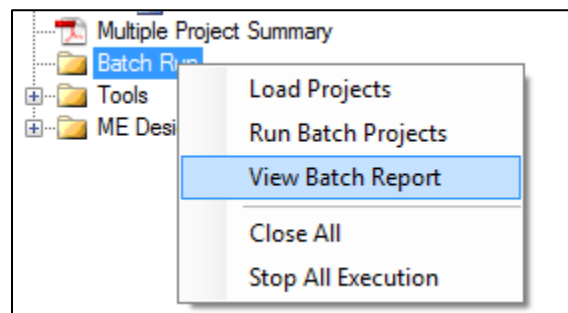 Multiple Project Summary
Batch Run
Tools
ME Desi
Load Projects
Run Batch Projects
View Batch Report
Close All
Stop All Execution